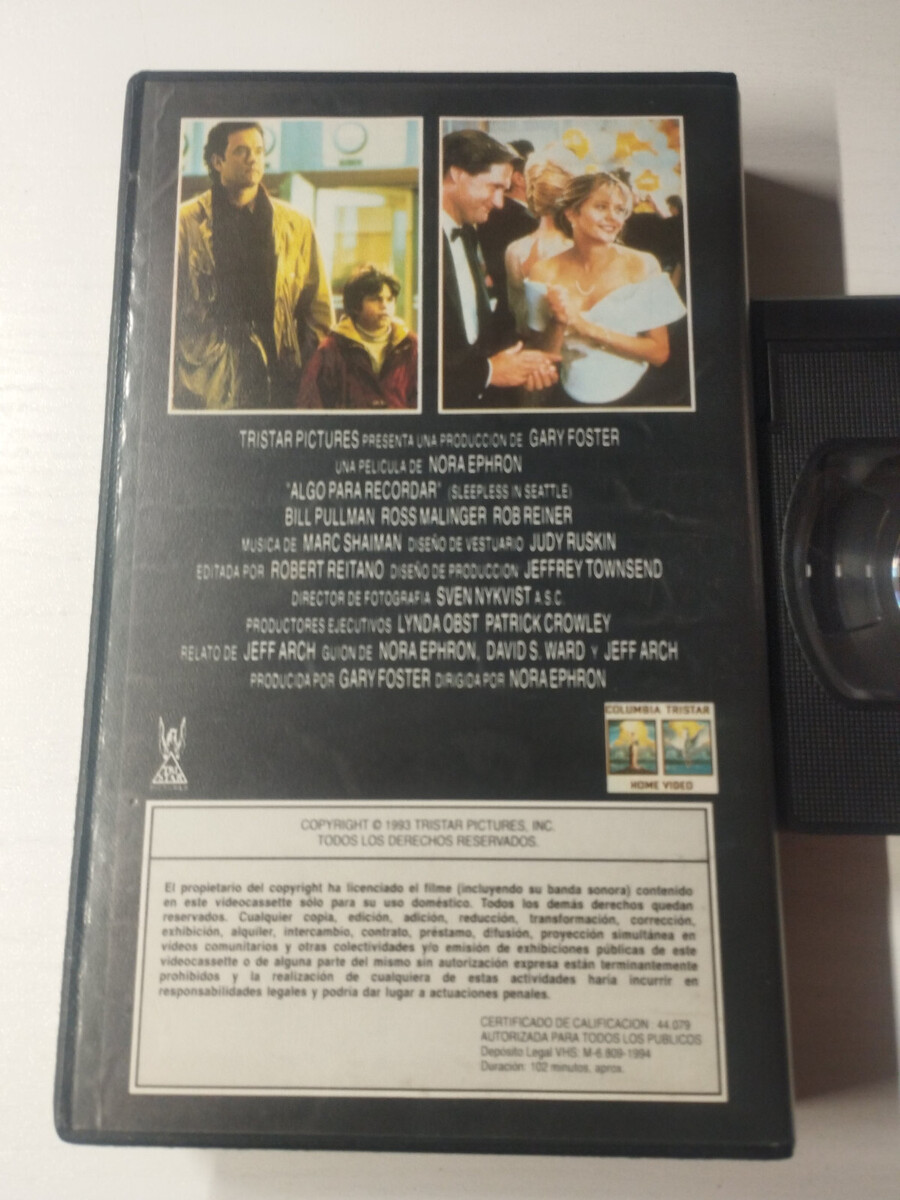 TRISTAR PICTURES PRESENTA UNA PRODUCCION DE GARY FOSTER
UNA PELICULA DE NORA EPHRON
"ALGO PARA RECORDAR" (SLEEPLESS IN SEATTLE)
BILL PULLMAN ROSS MALINGER ROB REINER
MUSICA DE MARC SHAIMAN DISEÑO DE VESTUARIO JUDY RUSKIN
EDITADA POR ROBERT REITANO DISEÑO DE PRODUCCION JEFFREY TOWNSEND
DIRECTOR DE FOTOGRAFIA SVEN NYKVIST A.S.C.
PRODUCTORES EJECUTIVOS LYNDA OBST PATRICK CROWLEY
RELATO DE JEFF ARCH GUION DE NORA EPHRON, DAVID S. WARD Y JEFF ARCH
PRODUCIDA POR GARY FOSTER DIRIGIDA POR NORA EPHRON
TRI STAR
PICTURES
COLUMBIA TRISTAR
HOME VIDEO
COPYRIGHT © 1993 TRISTAR PICTURES, INC.
TODOS LOS DERECHOS RESERVADOS.
El propietario del copyright ha licenciado el filme (incluyendo su banda sonora) contenido
en este videocassette sólo para su uso doméstico. Todos los demás derechos quedan
reservados. Cualquier copia, edición, adición, reducción, transformación, corrección,
exhibición, alquiler, intercambio, contrato, préstamo, difusión, proyección simultánea en
vídeos comunitarios y otras colectividades y/o emisión de exhibiciones públicas de este
videocassette o de alguna parte del mismo sin autorización expresa están terminantemente
prohibidos y la realización de cualquiera de estas actividades haría incurrir en
responsabilidades legales y podría dar lugar a actuaciones penales.
CERTIFICADO DE CALIFICACION 44.079
AUTORIZADA PARA TODOS LOS PUBLICOS
Depósito Legal VHS: M-6.809-1994
Duración: 102 minutos, aprox.